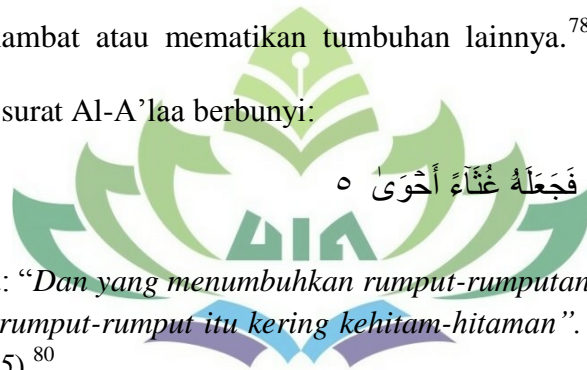 ambat atau mematikan tumbuhan lainnya.78
surat Al-A’laa berbunyi:
فَجَعَلَهُۥ غُثَآءً أَحۡوَىٰ ٥
UIN
: “Dan yang menumbuhkan rumput-rumputan
rumput-rumput itu kering kehitam-hitaman”.
5).80